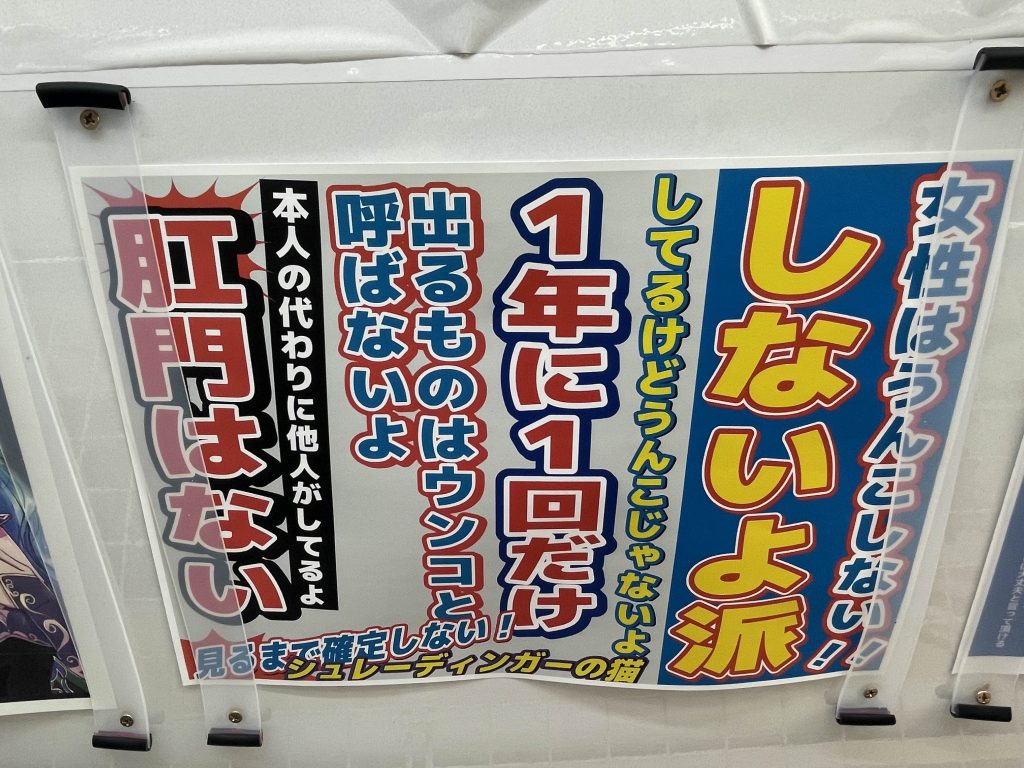 女性はうんこしない!!
しないよ派
してるけどうんこじゃないよ
1年に1回だけ
出るものはウンコと
呼ばないよ
本人の代わりに他人がしてるよ
肛門はない
見るまで確定しない!
シュレーディンガーの猫